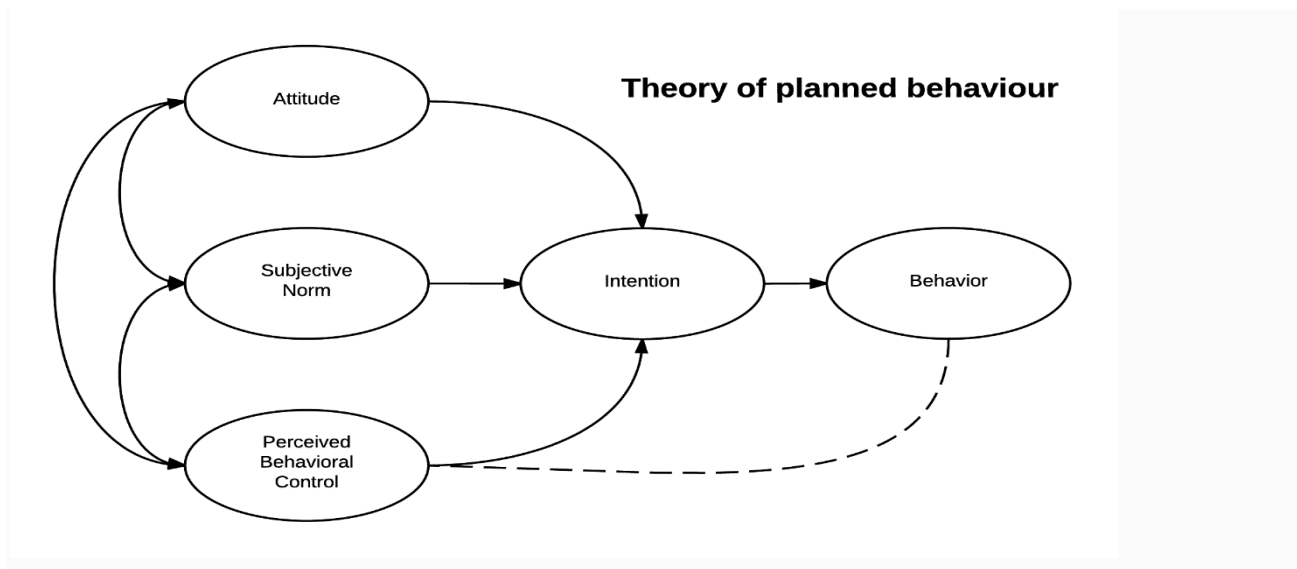 Theory of planned behaviour
Attitude
Subjective
Norm
Intention
Behavior
Perceived
Behavioral
Control